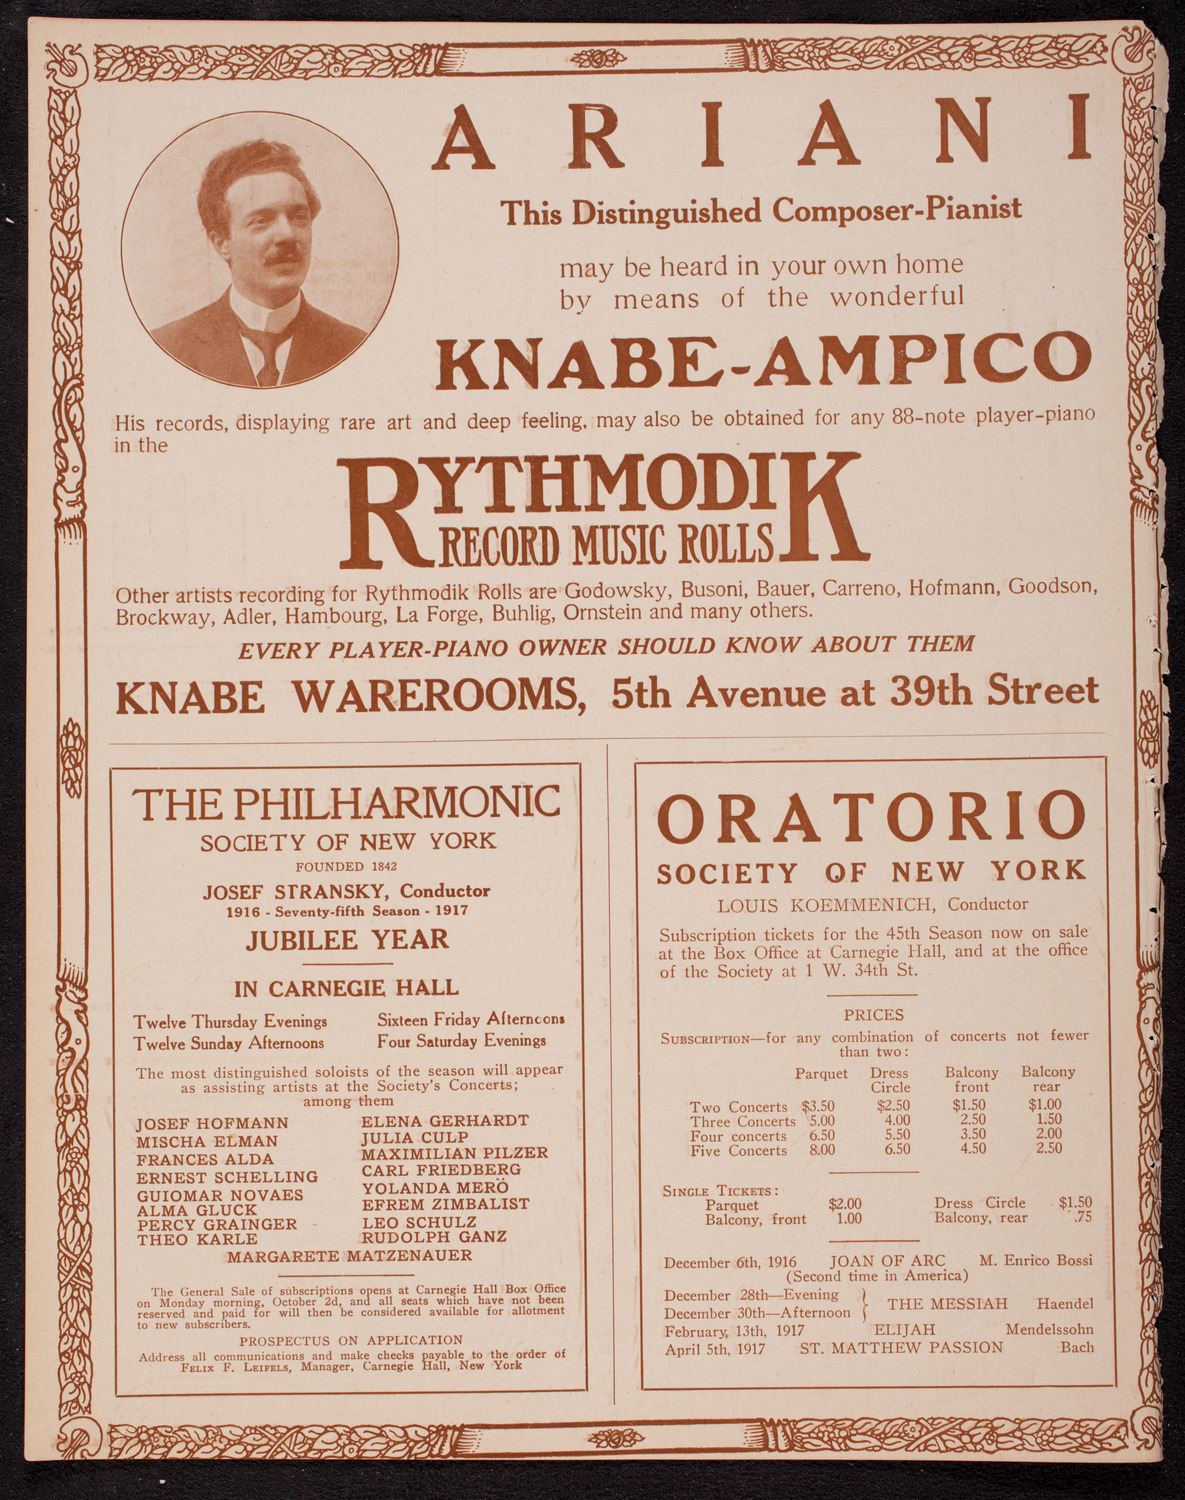 ARIANI
This Distinguished Composer-Pianist
may be heard in your own home
by means of the wonderful
KNABE-AMPICO
His records, displaying rare art and deep feeling, may also be obtained for any 88-note player-piano
in the
RYTHMODIK
RECORD MUSIC ROLLS
Other artists recording for Rythmodik Rolls are Godowsky, Busoni, Bauer, Carreno, Hofmann, Goodson,
Brockway, Adler, Hambourg, La Forge, Buhlig, Ornstein and many others.
EVERY PLAYER-PIANO OWNER SHOULD KNOW ABOUT THEM
KNABE WAREROOMS, 5th Avenue at 39th Street
THE PHILHARMONIC
SOCIETY OF NEW YORK
FOUNDED 1842
JOSEF STRANSKY, Conductor
1916 - Seventy-fifth Season - 1917
JUBILEE YEAR
IN CARNEGIE HALL
Twelve Thursday Evenings Sixteen Friday Afternoons
Twelve Sunday Afternoons Four Saturday Evenings
The most distinguished soloists of the season will appear
as assisting artists at the Society's Concerts;
among them
JOSEF HOFMANN ELENA GERHARDT
MISCHA ELMAN JULIA CULP
FRANCES ALDA MAXIMILIAN PILZER
ERNEST SCHELLING CARL FRIEDBERG
GUIOMAR NOVAES YOLANDA MERÖ
ALMA GLUCK EFREM ZIMBALIST
PERCY GRAINGER LEO SCHULZ
THEO KARLE RUDOLPH GANZ
MARGARETE MATZENAUER
The General Sale of subscriptions opens at Carnegie Hall Box Office
on Monday morning, October 2d, and all seats which have not been
reserved and paid for will then be considered available for allotment
to new subscribers.
PROSPECTUS ON APPLICATION
Address all communications and make checks payable to the order of
FELIX F. LEIFELS, Manager, Carnegie Hall, New York
ORATORIO
SOCIETY OF NEW YORK
LOUIS KOEMMENICH, Conductor
Subscription tickets for the 45th Season now on sale
at the Box Office at Carnegie Hall, and at the office
of the Society at 1 W. 34th St.
PRICES
SUBSCRIPTION—for any combination of concerts not fewer
than two:
Parquet Dress Balcony Balcony
Circle front rear
Two Concerts $3.50 $2.50 $1.50 $1.00
Three Concerts 5.00 4.00 2.50 1.50
Four concerts 6.50 5.50 3.50 2.00
Five Concerts 8.00 6.50 4.50 2.50
SINGLE TICKETS:
Parquet $2.00 Dress Circle $1.50
Balcony, front 1.00 Balcony, rear .75
December 6th, 1916 JOAN OF ARC M. Enrico Bossi
(Second time in America)
December 28th—Evening
December 30th—Afternoon } THE MESSIAH Haendel
February, 13th, 1917 ELIJAH Mendelssohn
April 5th, 1917 ST. MATTHEW PASSION Bach